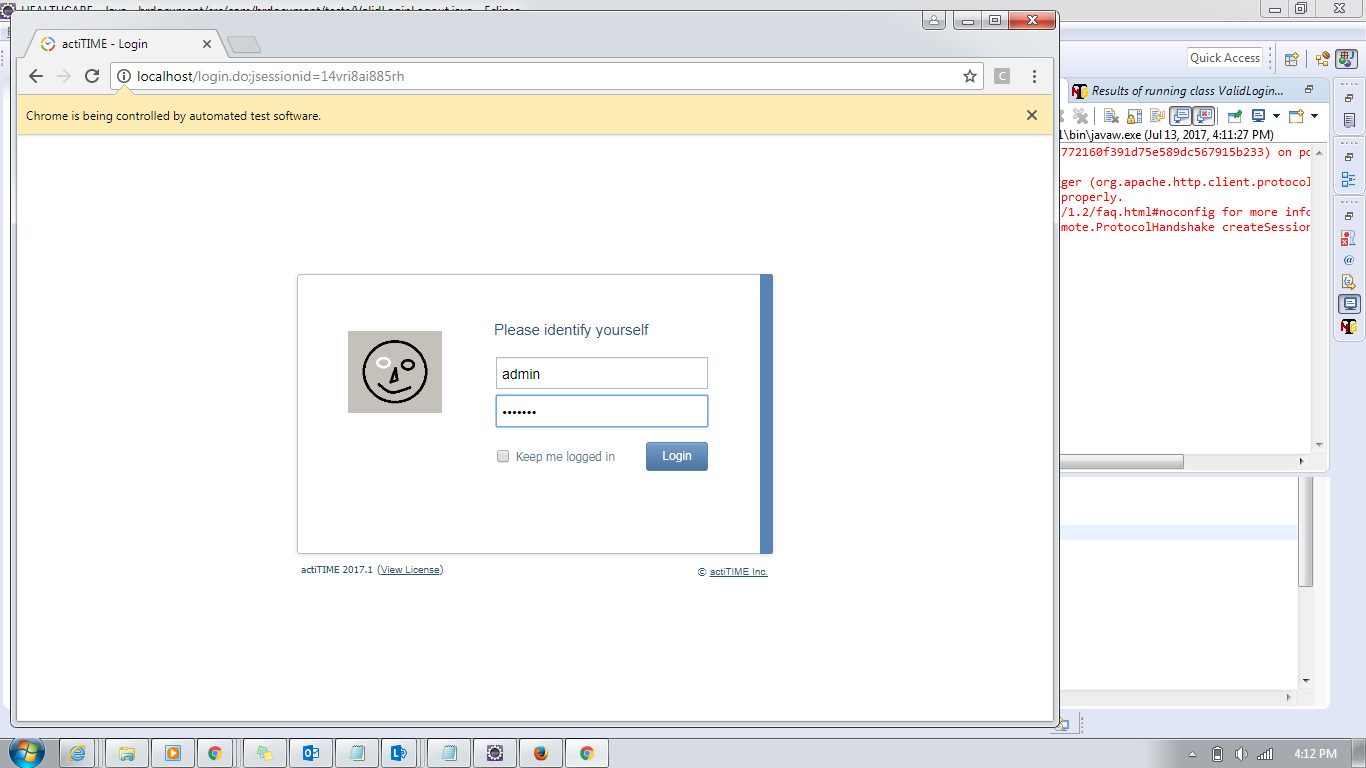 HEALTHCARE - Java - brdocument/src/com/brdocument/tests/ValidLoginLogout.java - Eclipse
actiTIME - Login
localhost/login.do;jsessionid=14vri8ai885rh
C
Chrome is being controlled by automated test software.
Quick Access
Results of running class ValidLogin...
1\bin\javaw.exe (Jul 13, 2017, 4:11:27 PM)
772160f391d75e589dc567915b233) on po
ger (org.apache.http.client.protocol
properly.
/1.2/faq.html#noconfig for more info
mote.ProtocolHandshake createSession
Please identify yourself
admin
•••••••
Keep me logged in
Login
actiTIME 2017.1 (View License)
© actiTIME Inc.
4:12 PM